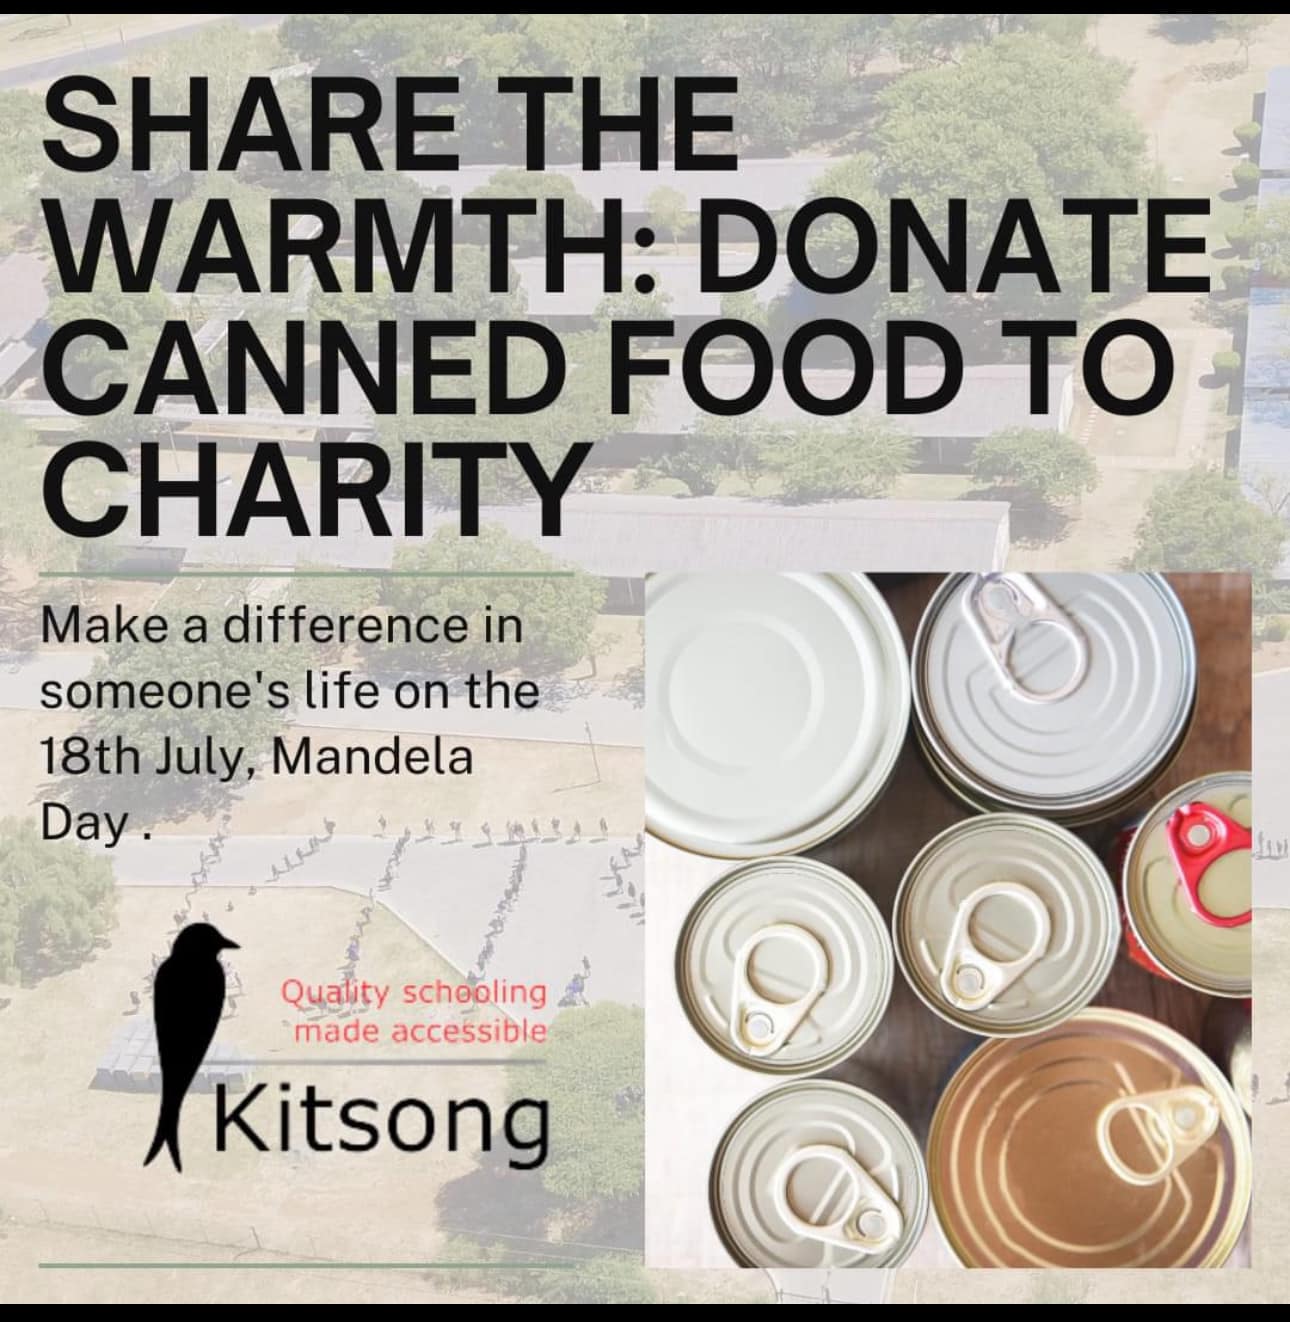 SHARE THE
WARMTH: DONATE
CANNED FOOD TO
CHARITY
Make a difference in
someone's life on the
18th July, Mandela
Day .
Quality schooling
made accessible
Kitsong